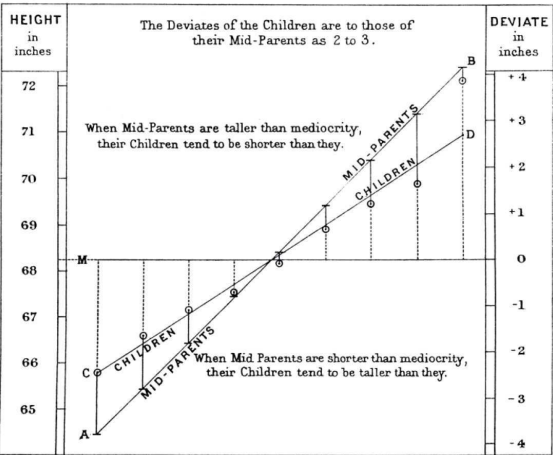 HEIGHT
in
inches
The Deviates of the Children are to those of
their Mid-Parents as 2 to 3.
DEVIATE
in
inches
B
72
+4
When Mid-Parents are taller than mediocrity,
their Children tend to be shorter than they.
MID-PARENTS
CHILDREN
D
71
+3
70
+2
69
+1
M
0
68
67
-1
66
-2
CHILDREN
MID-PARENTS
When Mid Parents are shorter than mediocrity,
their Children tend to be taller than they.
C
65
-3
A
-4